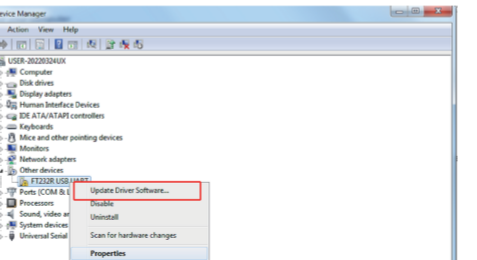 evice Manager
Action View Help
USER-20220324UX
Computer
Disk drives
Display adapters
Human Interface Devices
IDE ATA/ATAPI controllers
Keyboards
Mice and other pointing devices
Monitors
Network adapters
Other devices
FT232R USB UART
Ports (COM & L
Processors
Sound, video an
System devices
Universal Serial
Update Driver Software...
Disable
Uninstall
Scan for hardware changes
Properties